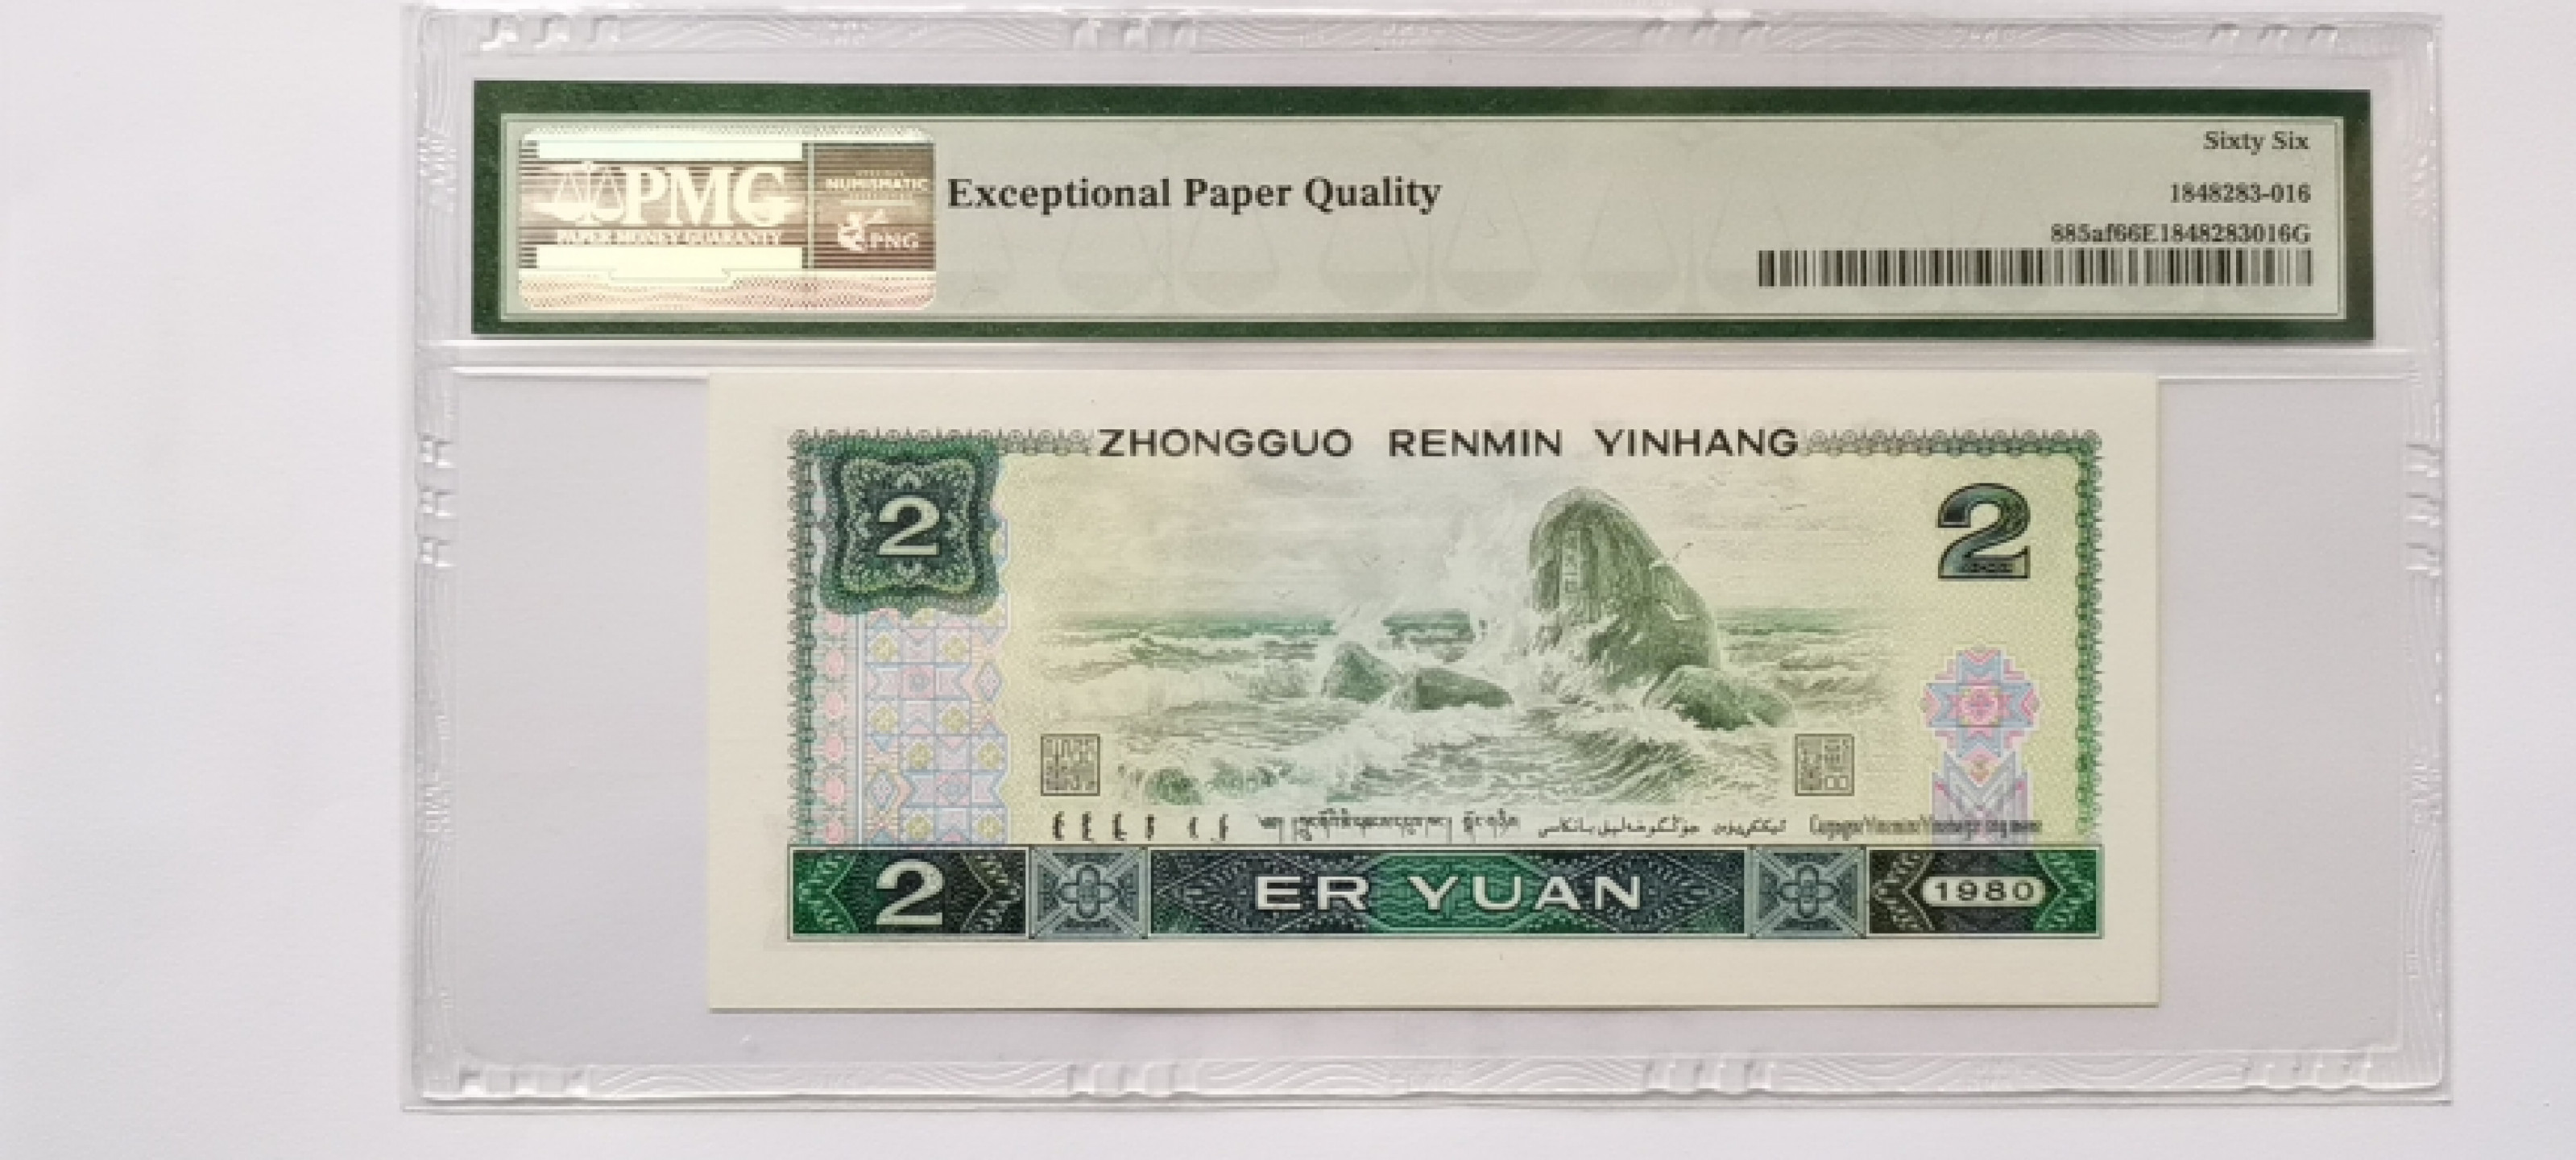 PMG
PAPER MONEY GUARANTY
NUMISMATIC
PNG
Exceptional Paper Quality
Sixty Six
1848283-016
885af66E1848283016G
ZHONGGUO RENMIN YINHANG
2
2
2 ER YUAN 1980